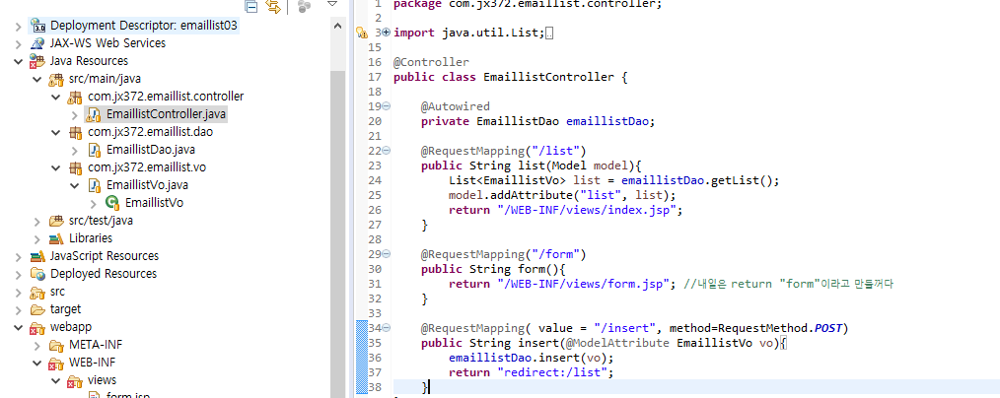 Deployment Descriptor: emaillist03
JAX-WS Web Services
Java Resources
src/main/java
com.jx372.emaillist.controller
EmaillistController.java
com.jx372.emaillist.dao
EmaillistDao.java
com.jx372.emaillist.vo
EmaillistVo.java
EmaillistVo
src/test/java
Libraries
JavaScript Resources
Deployed Resources
src
target
webapp
META-INF
WEB-INF
views
form.jsp
1 package com.jx372.emaillist.controller;
2
3 import java.util.List;
15
16 @Controller
17 public class EmaillistController {
18
19 @Autowired
20 private EmaillistDao emaillistDao;
21
22 @RequestMapping("/list")
23 public String list(Model model){
24 List<EmaillistVo> list = emaillistDao.getList();
25 model.addAttribute("list", list);
26 return "/WEB-INF/views/index.jsp";
27 }
28
29 @RequestMapping("/form")
30 public String form(){
31 return "/WEB-INF/views/form.jsp"; //내일은 return "form"이라고 만들꺼다
32 }
33
34 @RequestMapping( value = "/insert", method=RequestMethod.POST)
35 public String insert(@ModelAttribute EmaillistVo vo){
36 emaillistDao.insert(vo);
37 return "redirect:/list";
38 }